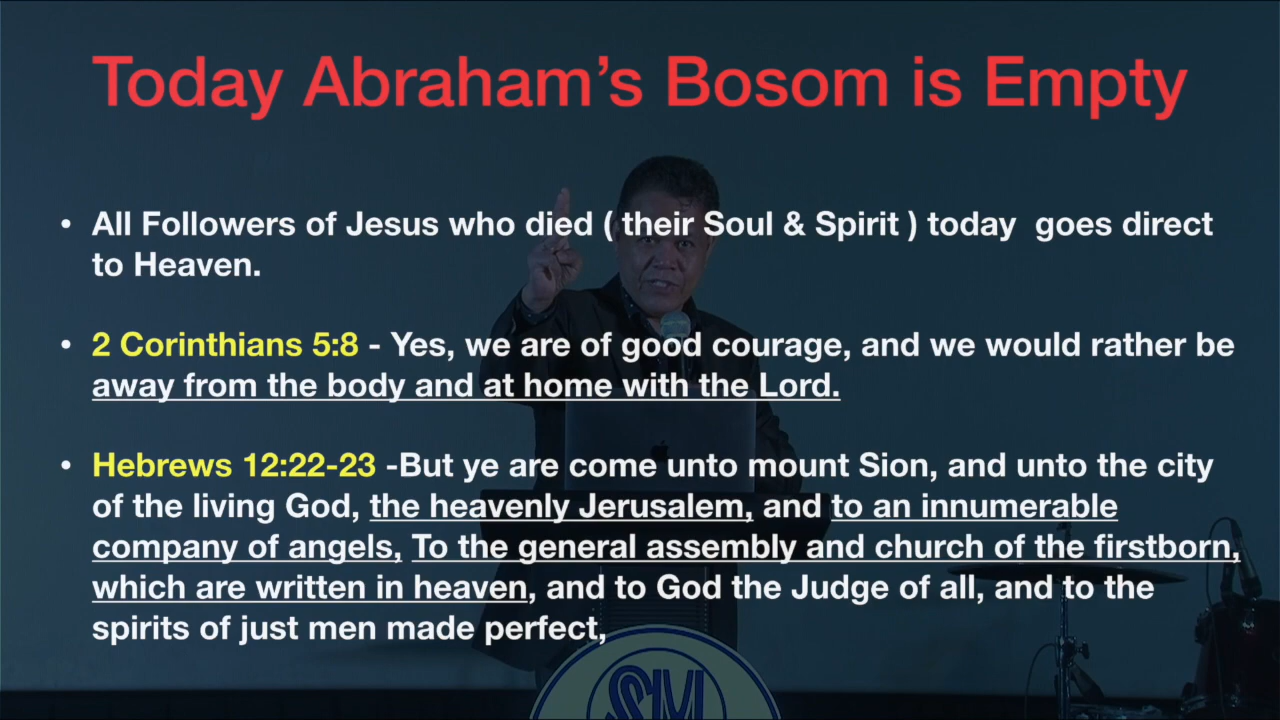 Today Abraham’s Bosom is Empty
• All Followers of Jesus who died ( their Soul & Spirit ) today goes direct
to Heaven.
• 2 Corinthians 5:8 - Yes, we are of good courage, and we would rather be
away from the body and at home with the Lord.
• Hebrews 12:22-23 -But ye are come unto mount Sion, and unto the city
of the living God, the heavenly Jerusalem, and to an innumerable
company of angels, To the general assembly and church of the firstborn,
which are written in heaven, and to God the Judge of all, and to the
spirits of just men made perfect,
SM